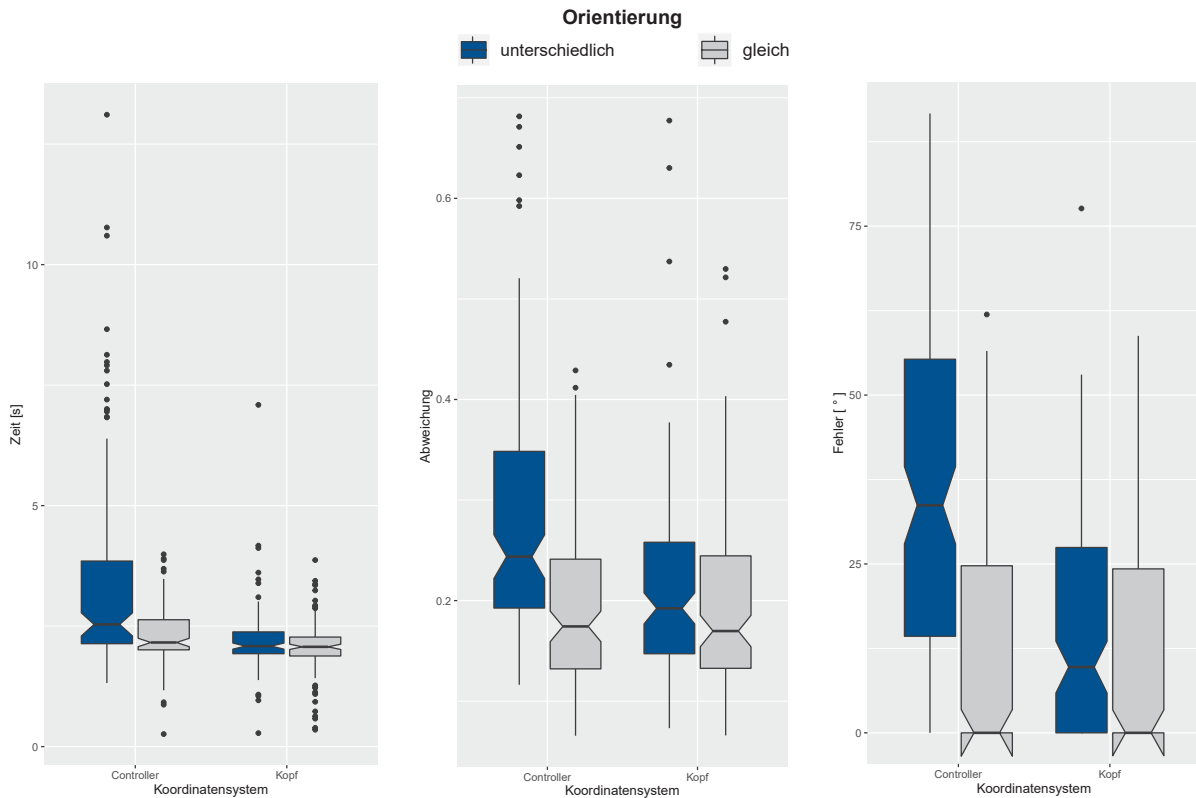 Orientierung
unterschiedlich gleich
Zeit [s]
10
5
0
Controller Kopf
Koordinatensystem
Abweichung
0.6
0.4
0.2
Controller Kopf
Koordinatensystem
Fehler [ ° ]
75
50
25
0
Controller Kopf
Koordinatensystem